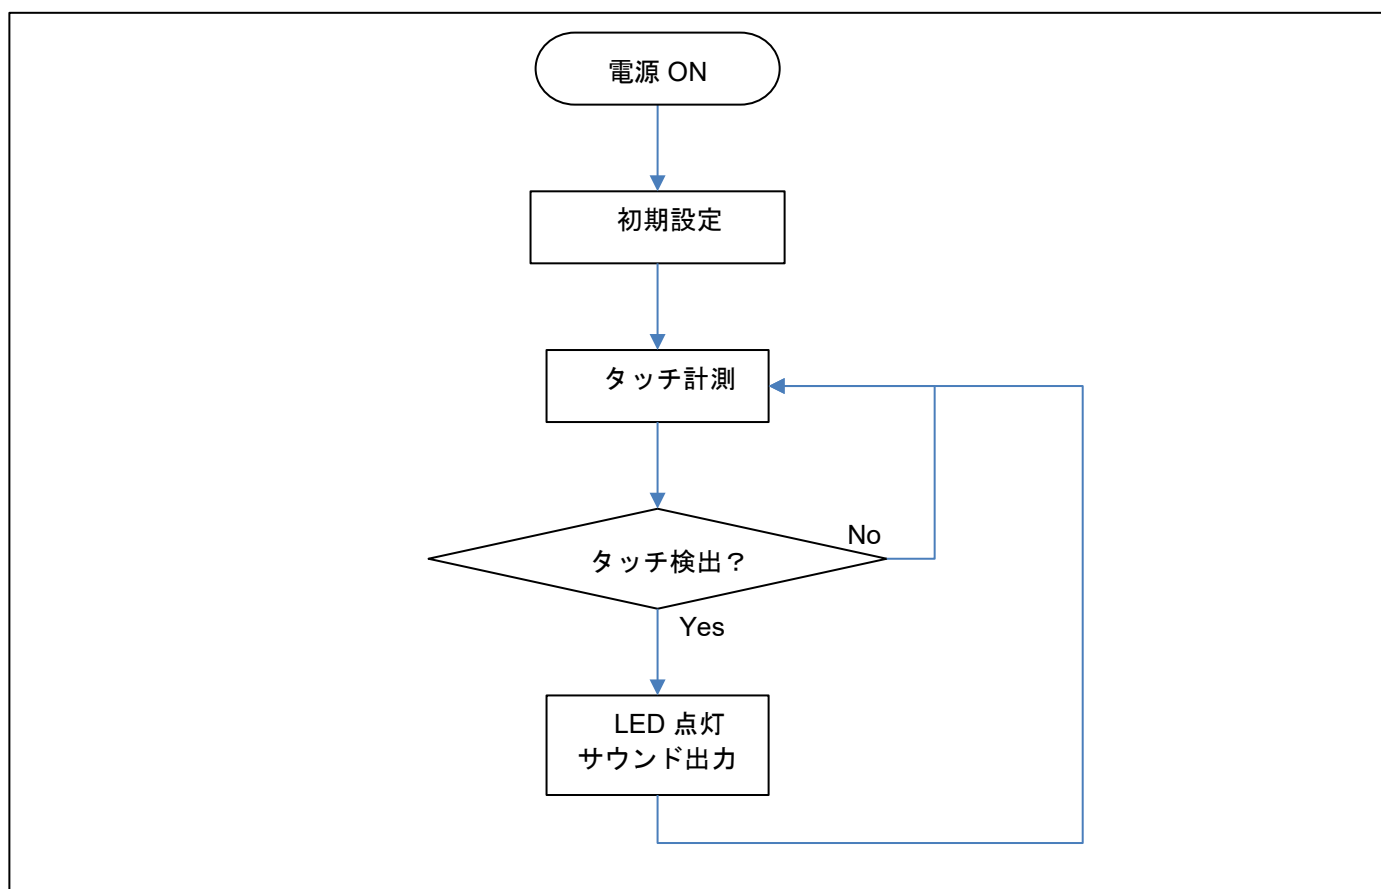 電源 ON
初期設定
タッチ計測
No
タッチ検出？
Yes
LED 点灯
サウンド出力